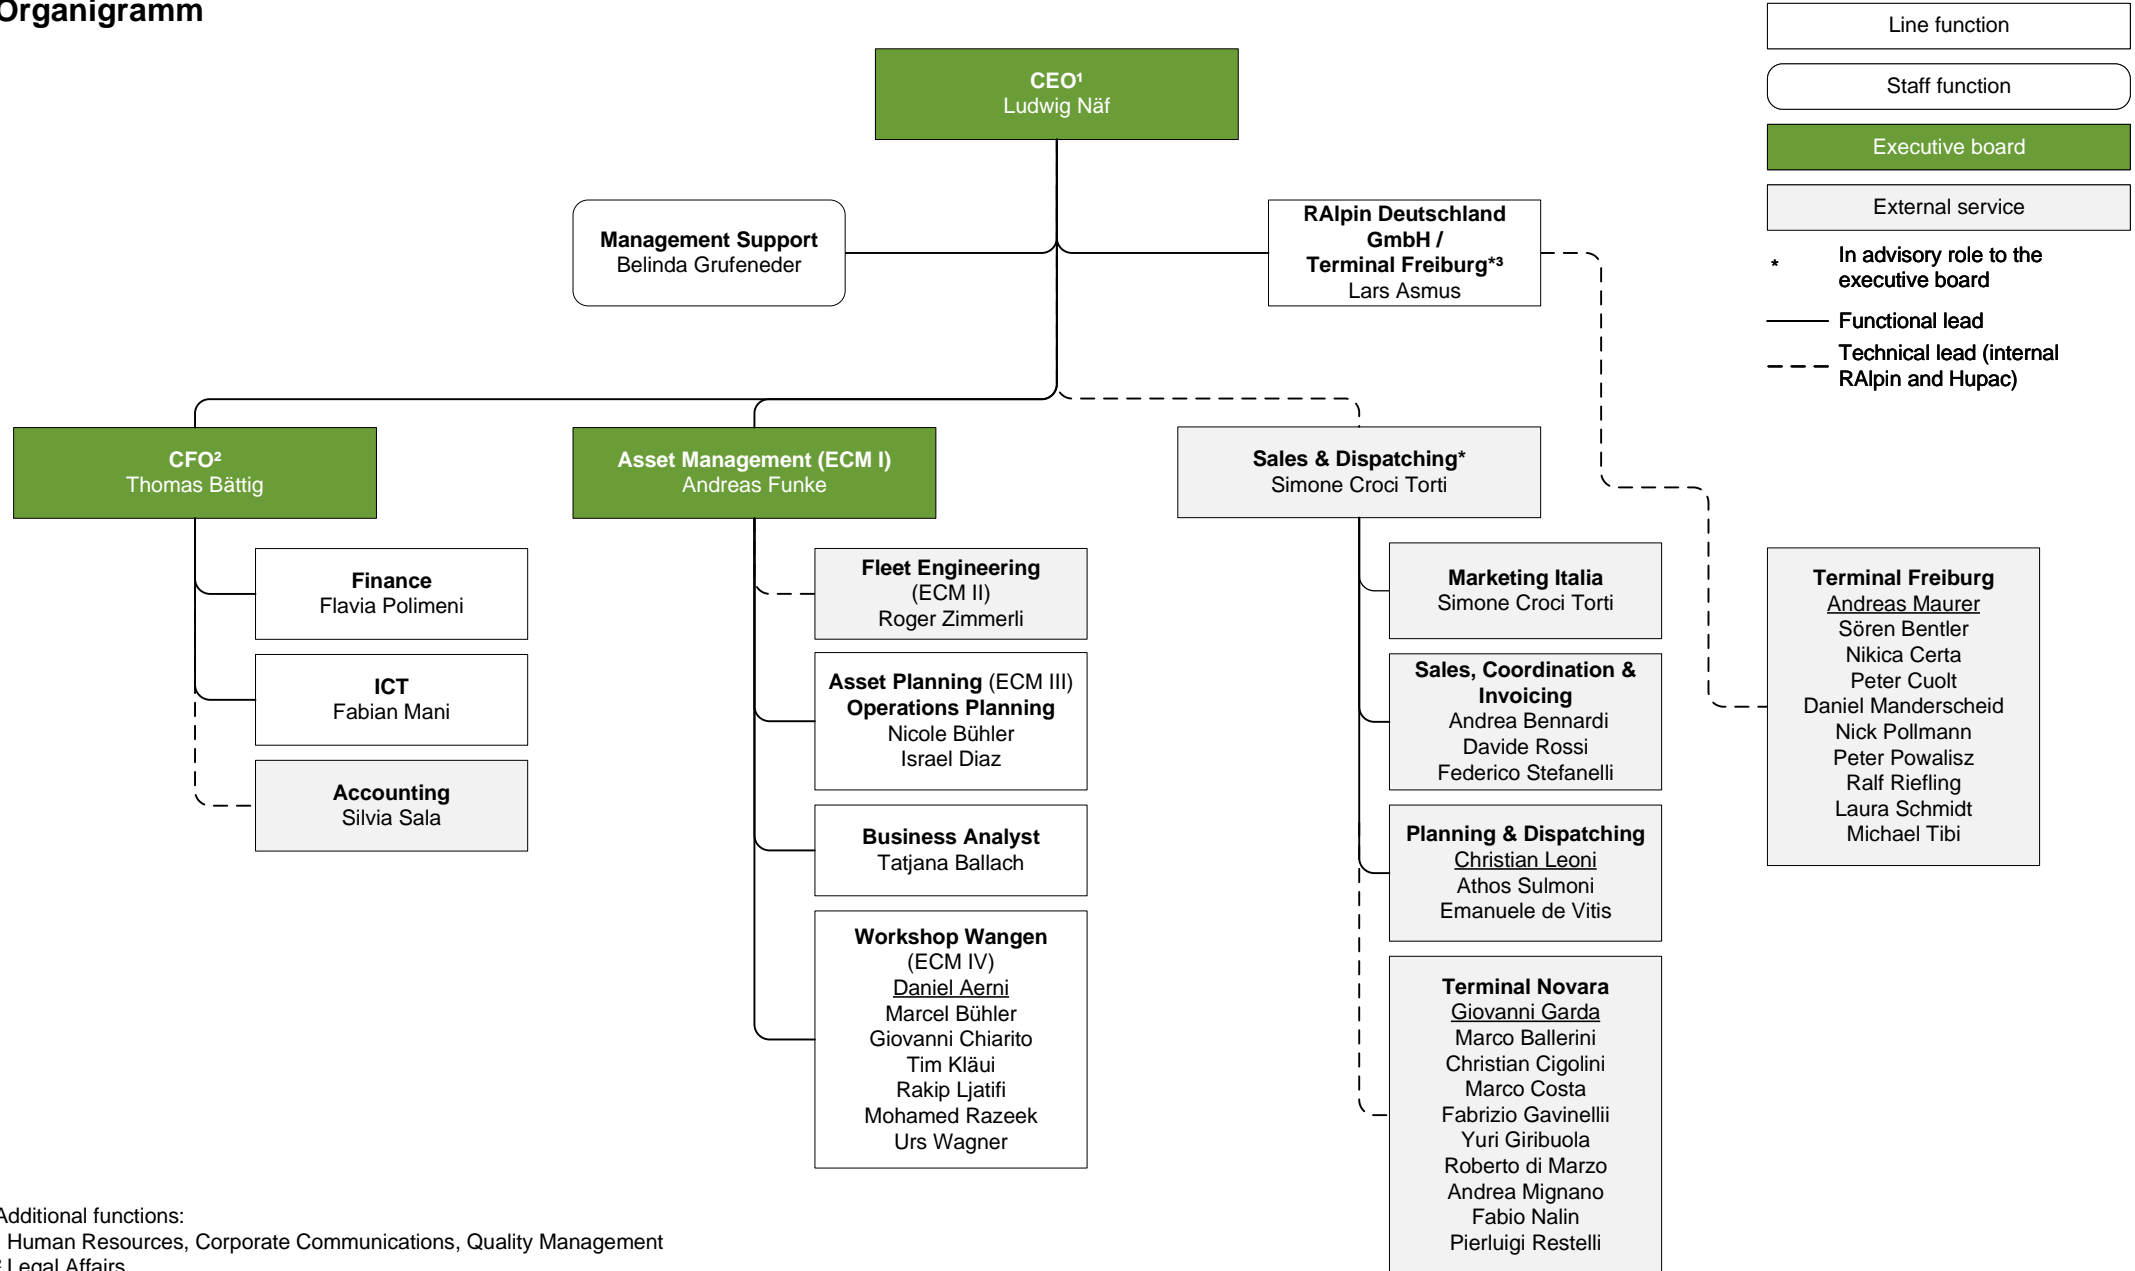 Organigramm
Line function
Staff function
Executive board
External service
* In advisory role to the
executive board
Functional lead
Technical lead (internal
RAlpin and Hupac)
CEO¹
Ludwig Näf
Management Support
Belinda Grufeneder
RAlpin Deutschland
GmbH /
Terminal Freiburg*³
Lars Asmus
CFO²
Thomas Bättig
Asset Management (ECM I)
Andreas Funke
Sales & Dispatching*
Simone Croci Torti
Finance
Flavia Polimeni
ICT
Fabian Mani
Accounting
Silvia Sala
Fleet Engineering
(ECM II)
Roger Zimmerli
Asset Planning (ECM III)
Operations Planning
Nicole Bühler
Israel Diaz
Business Analyst
Tatjana Ballach
Workshop Wangen
(ECM IV)
Daniel Aerni
Marcel Bühler
Giovanni Chiarito
Tim Kläui
Rakip Ljatifi
Mohamed Razeek
Urs Wagner
Marketing Italia
Simone Croci Torti
Sales, Coordination &
Invoicing
Andrea Bennardi
Davide Rossi
Federico Stefanelli
Planning & Dispatching
Christian Leoni
Athos Sulmoni
Emanuele de Vitis
Terminal Novara
Giovanni Garda
Marco Ballerini
Christian Cigolini
Marco Costa
Fabrizio Gavinellii
Yuri Giribuola
Roberto di Marzo
Andrea Mignano
Fabio Nalin
Pierluigi Restelli
Terminal Freiburg
Andreas Maurer
Sören Bentler
Nikica Certa
Peter Cuolt
Daniel Manderscheid
Nick Pollmann
Peter Powalisz
Ralf Riefling
Laura Schmidt
Michael Tibi
Additional functions:
Human Resources, Corporate Communications, Quality Management
² Legal Affairs